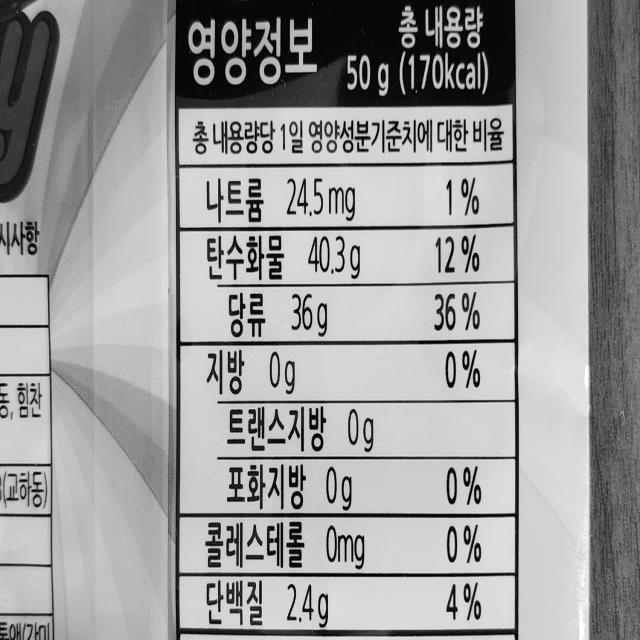 영양정보
총 내용량
50 g (170kcal)
총 내용량당 1일 영양성분기준치에 대한 비율
나트륨 24.5mg 1%
탄수화물 40.3g 12%
당류 36g 36%
지방 0g 0%
트랜스지방 0g
포화지방 0g 0%
콜레스테롤 0mg 0%
단백질 2.4g 4%
시사항
동, 힘찬
(교하동)